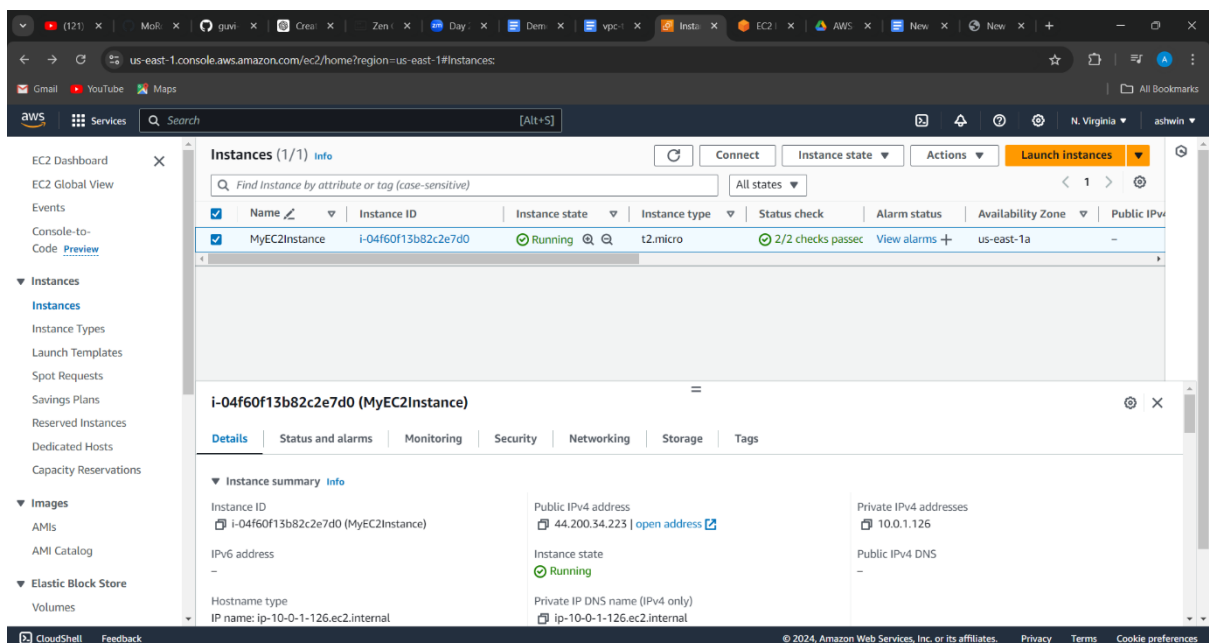 (121)
MoRe
guvi-
Creat
Zen C
Day
Dem
vpc-t
Insta
EC2 I
AWS
New
New
us-east-1.console.aws.amazon.com/ec2/home?region=us-east-1#Instances:
Gmail YouTube Maps
All Bookmarks
aws Services Search [Alt+S] N. Virginia ashwin
EC2 Dashboard
EC2 Global View
Events
Console-to-
Code Preview
Instances
Instances
Instance Types
Launch Templates
Spot Requests
Savings Plans
Reserved Instances
Dedicated Hosts
Capacity Reservations
Images
AMIs
AMI Catalog
Elastic Block Store
Volumes
Instances (1/1) Info
Connect Instance state Actions Launch instances
Find Instance by attribute or tag (case-sensitive) All states 1
Name Instance ID Instance state Instance type Status check Alarm status Availability Zone Public IPv4
MyEC2Instance i-04f60f13b82c2e7d0 Running t2.micro 2/2 checks passec View alarms + us-east-1a –
i-04f60f13b82c2e7d0 (MyEC2Instance)
Details Status and alarms Monitoring Security Networking Storage Tags
Instance summary Info
Instance ID
i-04f60f13b82c2e7d0 (MyEC2Instance)
Public IPv4 address
44.200.34.223 | open address
Private IPv4 addresses
10.0.1.126
IPv6 address
–
Instance state
Running
Public IPv4 DNS
–
Hostname type
IP name: ip-10-0-1-126.ec2.internal
Private IP DNS name (IPv4 only)
ip-10-0-1-126.ec2.internal
CloudShell Feedback © 2024, Amazon Web Services, Inc. or its affiliates. Privacy Terms Cookie preferences